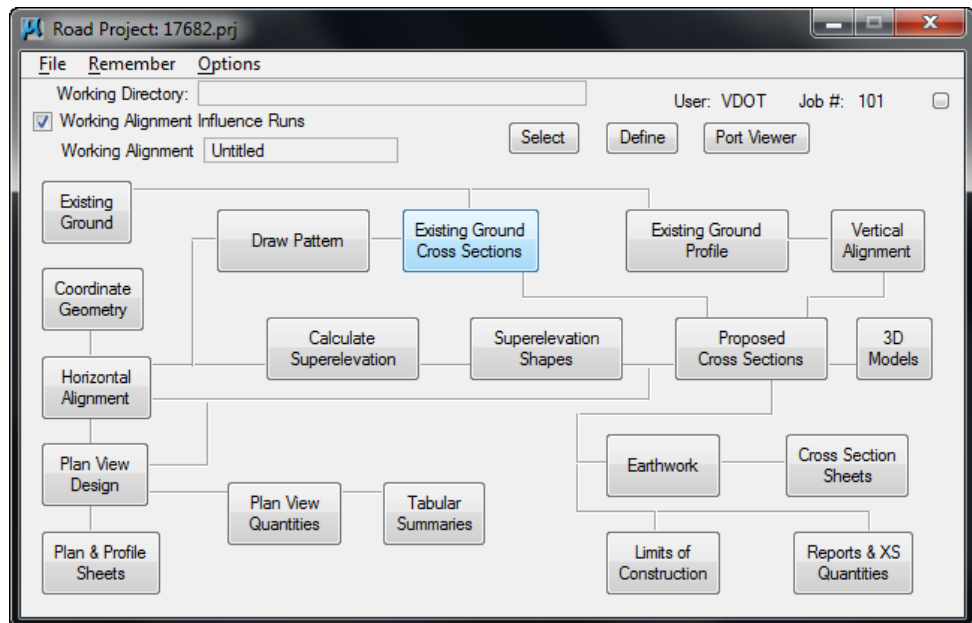 Road Project: 17682.prj
File Remember Options
Working Directory:
User: VDOT Job #: 101
Working Alignment Influence Runs
Working Alignment Untitled
Select Define Port Viewer
Existing
Ground
Draw Pattern
Existing Ground
Cross Sections
Existing Ground
Profile
Vertical
Alignment
Coordinate
Geometry
Calculate
Superelevation
Superelevation
Shapes
Proposed
Cross Sections
3D
Models
Horizontal
Alignment
Plan View
Design
Earthwork
Cross Section
Sheets
Plan View
Quantities
Tabular
Summaries
Plan & Profile
Sheets
Limits of
Construction
Reports & XS
Quantities